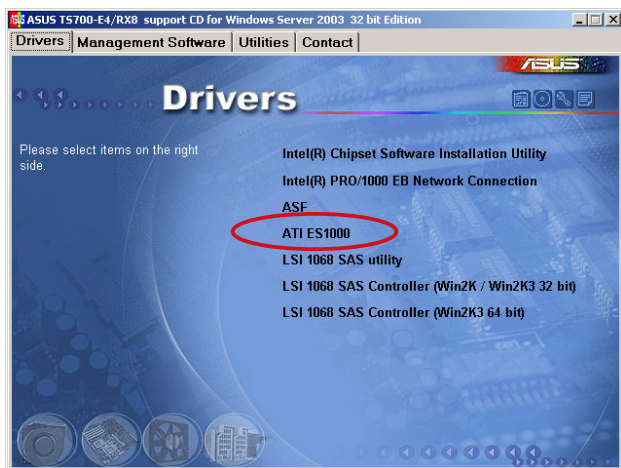 ASUS TS700-E4/RX8 support CD for Windows Server 2003 32 bit Edition
Drivers Management Software Utilities Contact
ASUS
Drivers
Please select items on the right
side.
Intel(R) Chipset Software Installation Utility
Intel(R) PRO/1000 EB Network Connection
ASF
ATI ES1000
LSI 1068 SAS utility
LSI 1068 SAS Controller (Win2K / Win2K3 32 bit)
LSI 1068 SAS Controller (Win2K3 64 bit)